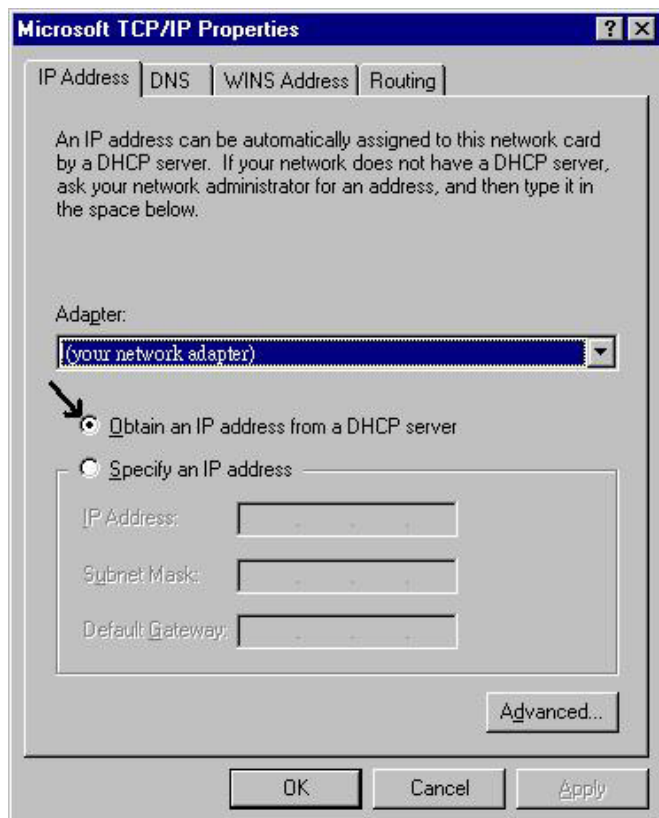 Microsoft TCP/IP Properties
IP Address DNS WINS Address Routing
An IP address can be automatically assigned to this network card
by a DHCP server. If your network does not have a DHCP server,
ask your network administrator for an address, and then type it in
the space below.
Adapter:
(your network adapter)
Obtain an IP address from a DHCP server
Specify an IP address
IP Address:
Subnet Mask:
Default Gateway:
Advanced...
OK Cancel Apply